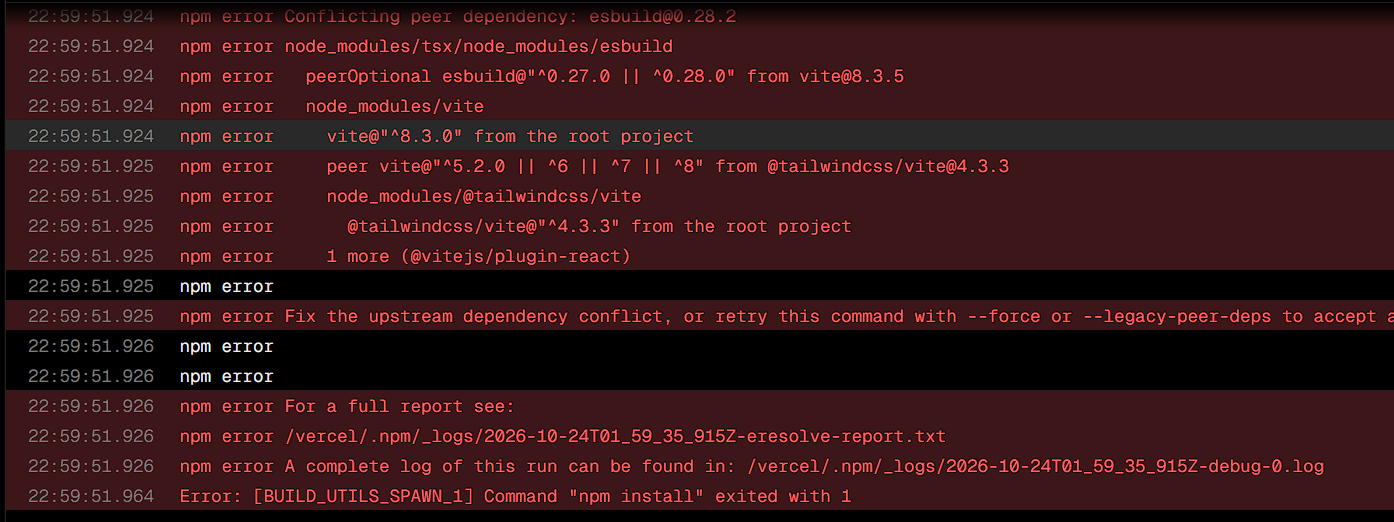 22:59:51.924 npm error Conflicting peer dependency: esbuild@0.28.2
22:59:51.924 npm error node_modules/tsx/node_modules/esbuild
22:59:51.924 npm error   peerOptional esbuild@"^0.27.0 || ^0.28.0" from vite@8.3.5
22:59:51.924 npm error   node_modules/vite
22:59:51.924 npm error     vite@"^8.3.0" from the root project
22:59:51.925 npm error     peer vite@"^5.2.0 || ^6 || ^7 || ^8" from @tailwindcss/vite@4.3.3
22:59:51.925 npm error     node_modules/@tailwindcss/vite
22:59:51.925 npm error       @tailwindcss/vite@"^4.3.3" from the root project
22:59:51.925 npm error     1 more (@vitejs/plugin-react)
22:59:51.925 npm error
22:59:51.925 npm error Fix the upstream dependency conflict, or retry this command with --force or --legacy-peer-deps to accept a
22:59:51.926 npm error
22:59:51.926 npm error
22:59:51.926 npm error For a full report see:
22:59:51.926 npm error /vercel/.npm/_logs/2026-10-24T01_59_35_915Z-eresolve-report.txt
22:59:51.926 npm error A complete log of this run can be found in: /vercel/.npm/_logs/2026-10-24T01_59_35_915Z-debug-0.log
22:59:51.964 Error: [BUILD_UTILS_SPAWN_1] Command "npm install" exited with 1